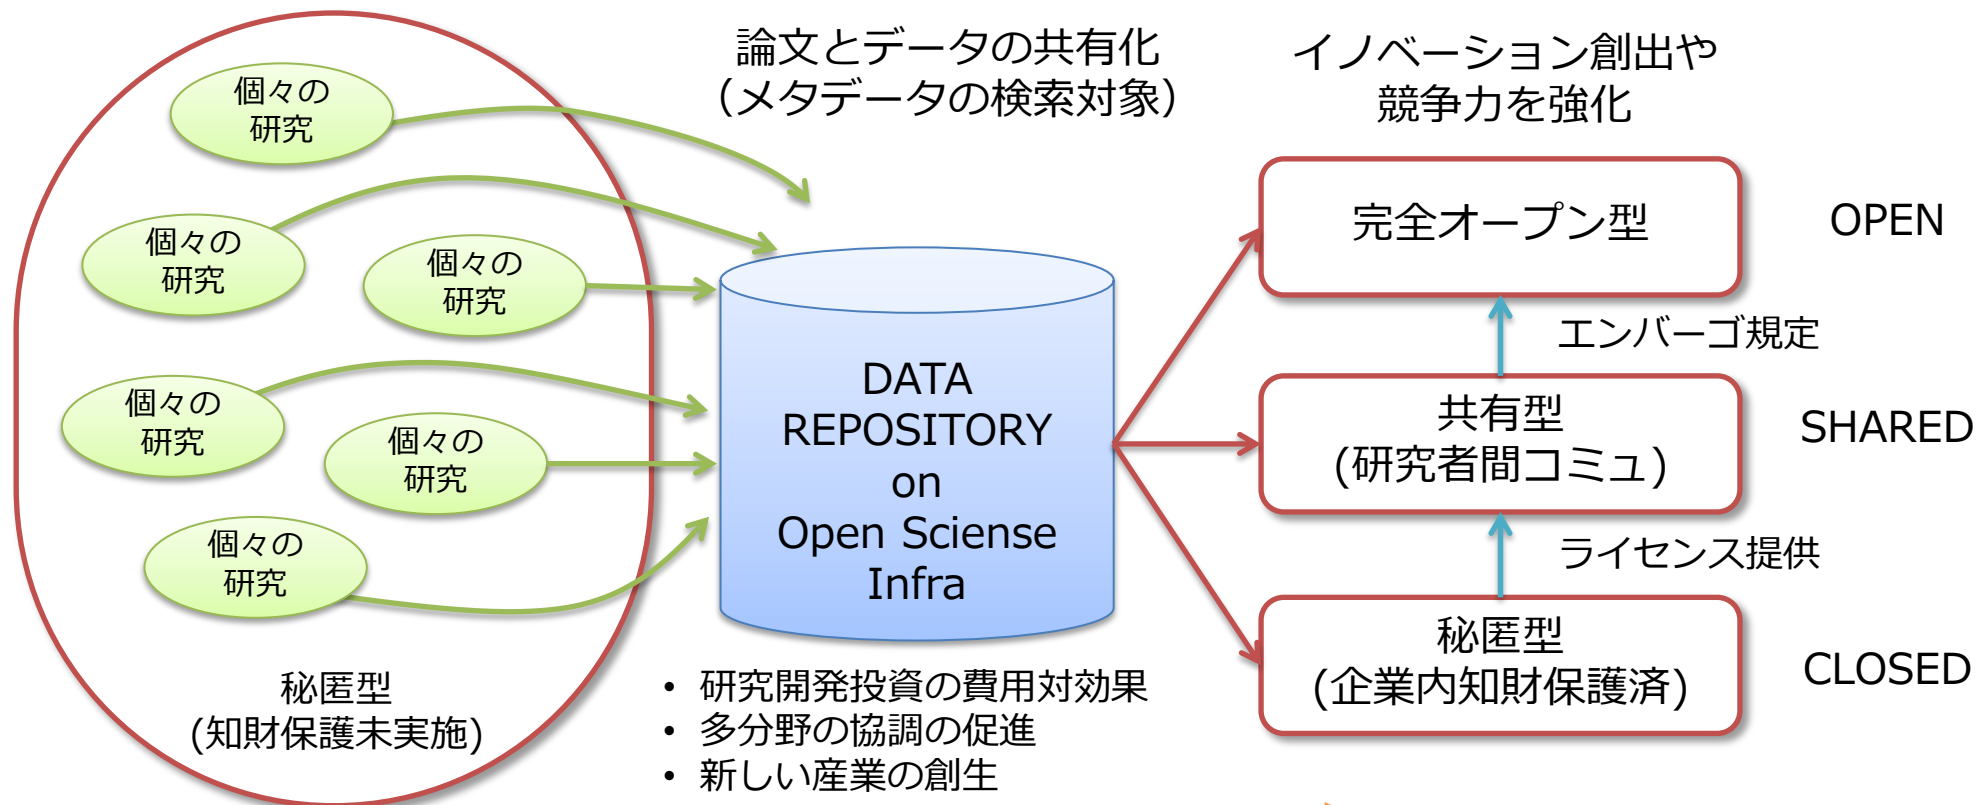 個々の
研究
個々の
研究
個々の
研究
個々の
研究
個々の
研究
個々の
研究
秘匿型
(知財保護未実施)
論文とデータの共有化
（メタデータの検索対象）
DATA
REPOSITORY
on
Open Sciense
Infra
• 研究開発投資の費用対効果
• 多分野の協調の促進
• 新しい産業の創生
イノベーション創出や
競争力を強化
完全オープン型
OPEN
エンバーゴ規定
共有型
(研究者間コミュ)
SHARED
ライセンス提供
秘匿型
(企業内知財保護済)
CLOSED